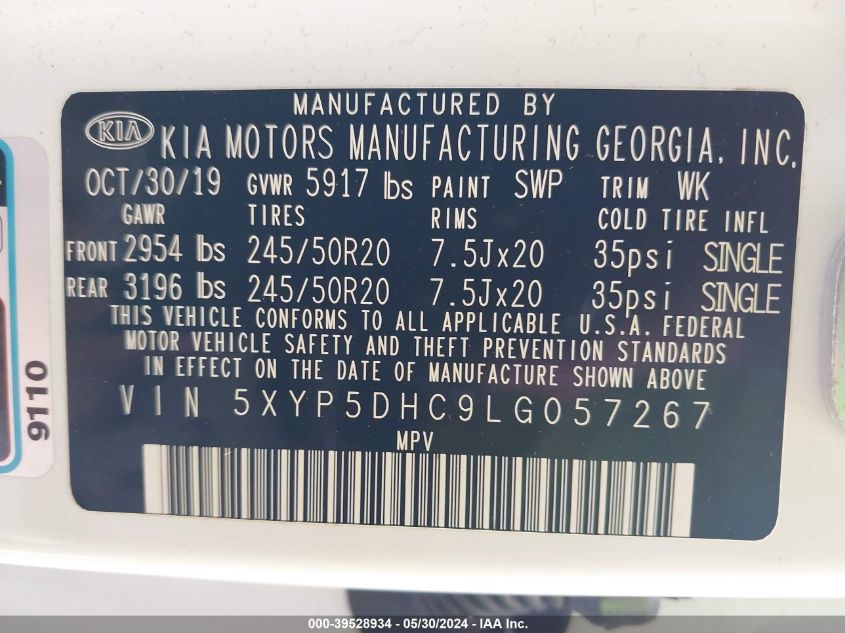 MANUFACTURED BY
KIA KIA MOTORS MANUFACTURING GEORGIA, INC.
OCT/30/19 GVWR 5917 lbs PAINT SWP TRIM WK
GAWR TIRES RIMS COLD TIRE INFL
FRONT 2954 lbs 245/50R20 7.5Jx20 35psi SINGLE
REAR 3196 lbs 245/50R20 7.5Jx20 35psi SINGLE
THIS VEHICLE CONFORMS TO ALL APPLICABLE U.S.A. FEDERAL
MOTOR VEHICLE SAFETY AND THEFT PREVENTION STANDARDS
IN EFFECT ON THE DATE OF MANUFACTURE SHOWN ABOVE
VIN 5XYP5DHC9LG057267
MPV
9110
000-39528934 - 05/30/2024 - IAA Inc.